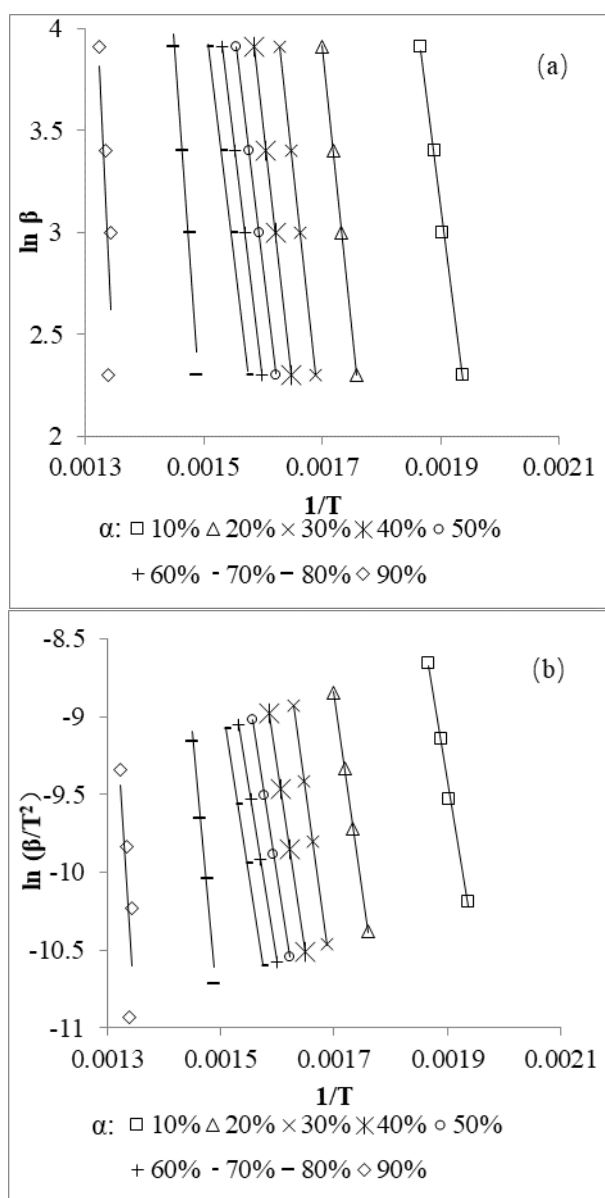 4
(a)
3.5
ln β
3
2.5
2
0.0013 0.0015 0.0017 0.0019 0.0021
1/T
α: □ 10% △ 20% × 30% ж 40% ○ 50%
+ 60% - 70% – 80% ◇ 90%
-8.5
(b)
-9
-9.5
ln (β/T²)
-10
-10.5
-11
0.0013 0.0015 0.0017 0.0019 0.0021
1/T
α: □ 10% △ 20% × 30% ж 40% ○ 50%
+ 60% - 70% – 80% ◇ 90%